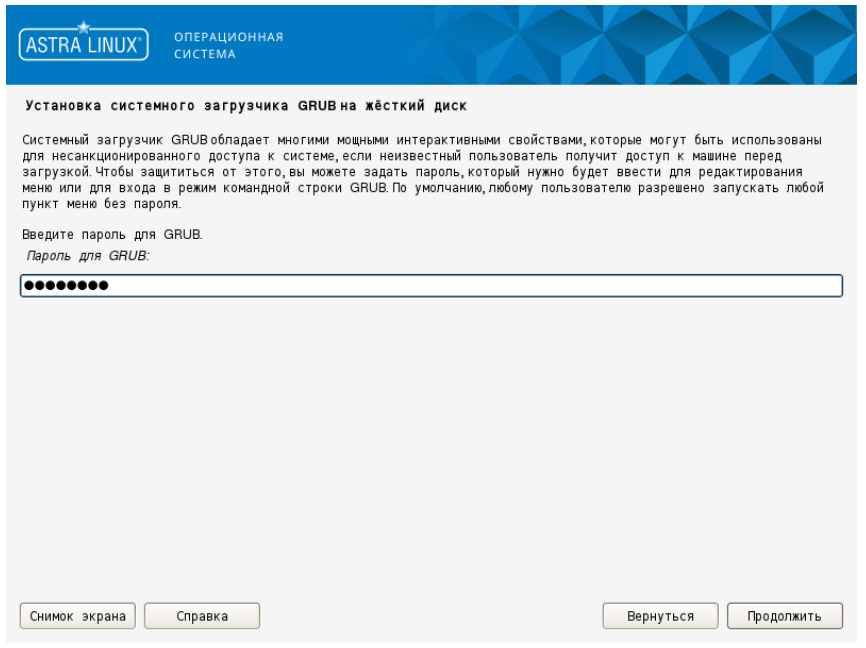 ASTRA LINUX®
ОПЕРАЦИОННАЯ
СИСТЕМА
Установка системного загрузчика GRUB на жёсткий диск
Системный загрузчик GRUB обладает многими мощными интерактивными свойствами, которые могут быть использованы
для несанкционированного доступа к системе, если неизвестный пользователь получит доступ к машине перед
загрузкой. Чтобы защититься от этого, вы можете задать пароль, который нужно будет ввести для редактирования
меню или для входа в режим командной строки GRUB. По умолчанию, любому пользователю разрешено запускать любой
пункт меню без пароля.
Введите пароль для GRUB.
Пароль для GRUB:
●●●●●●●●
Снимок экрана Справка Вернуться Продолжить